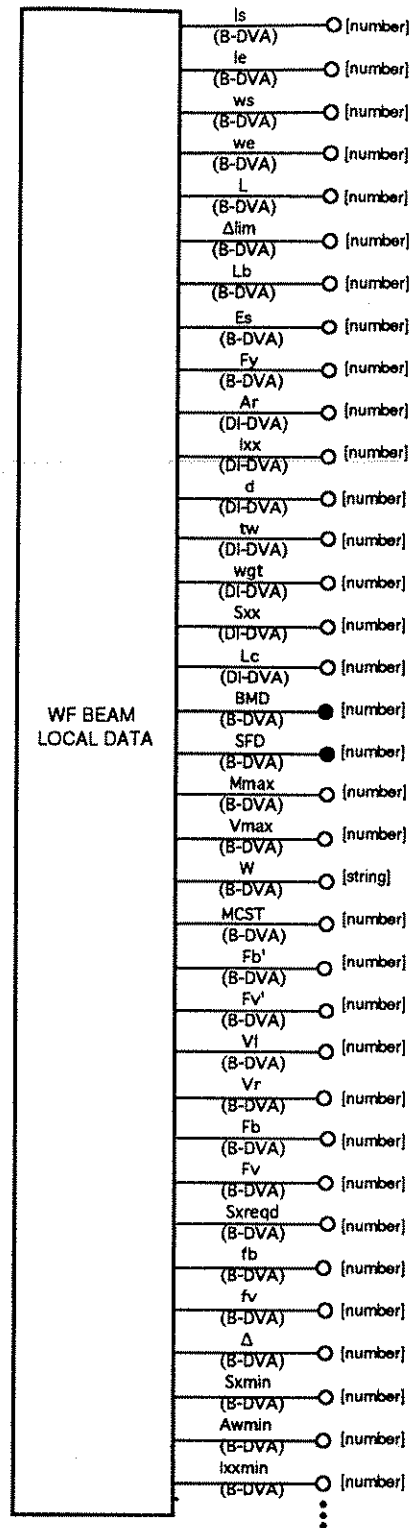 ls [number]
(B-DVA)
le [number]
(B-DVA)
ws [number]
(B-DVA)
we [number]
(B-DVA)
L [number]
(B-DVA)
Δlim [number]
(B-DVA)
Lb [number]
(B-DVA)
Es [number]
(B-DVA)
Fy [number]
(B-DVA)
Ar [number]
(DI-DVA)
Ixx [number]
(DI-DVA)
d [number]
(DI-DVA)
tw [number]
(DI-DVA)
wgt [number]
(DI-DVA)
Sxx [number]
(DI-DVA)
Lc [number]
(DI-DVA)
BMD [number]
(B-DVA)
WF BEAM
LOCAL DATA
SFD [number]
(B-DVA)
Mmax [number]
(B-DVA)
Vmax [number]
(B-DVA)
W [string]
(B-DVA)
MCST [number]
(B-DVA)
Fb' [number]
(B-DVA)
Fv' [number]
(B-DVA)
Vl [number]
(B-DVA)
Vr [number]
(B-DVA)
Fb [number]
(B-DVA)
Fv [number]
(B-DVA)
Sxreqd [number]
(B-DVA)
fb [number]
(B-DVA)
fv [number]
(B-DVA)
Δ [number]
(B-DVA)
Sxmin [number]
(B-DVA)
Awmin [number]
(B-DVA)
Ixxmin [number]
(B-DVA)